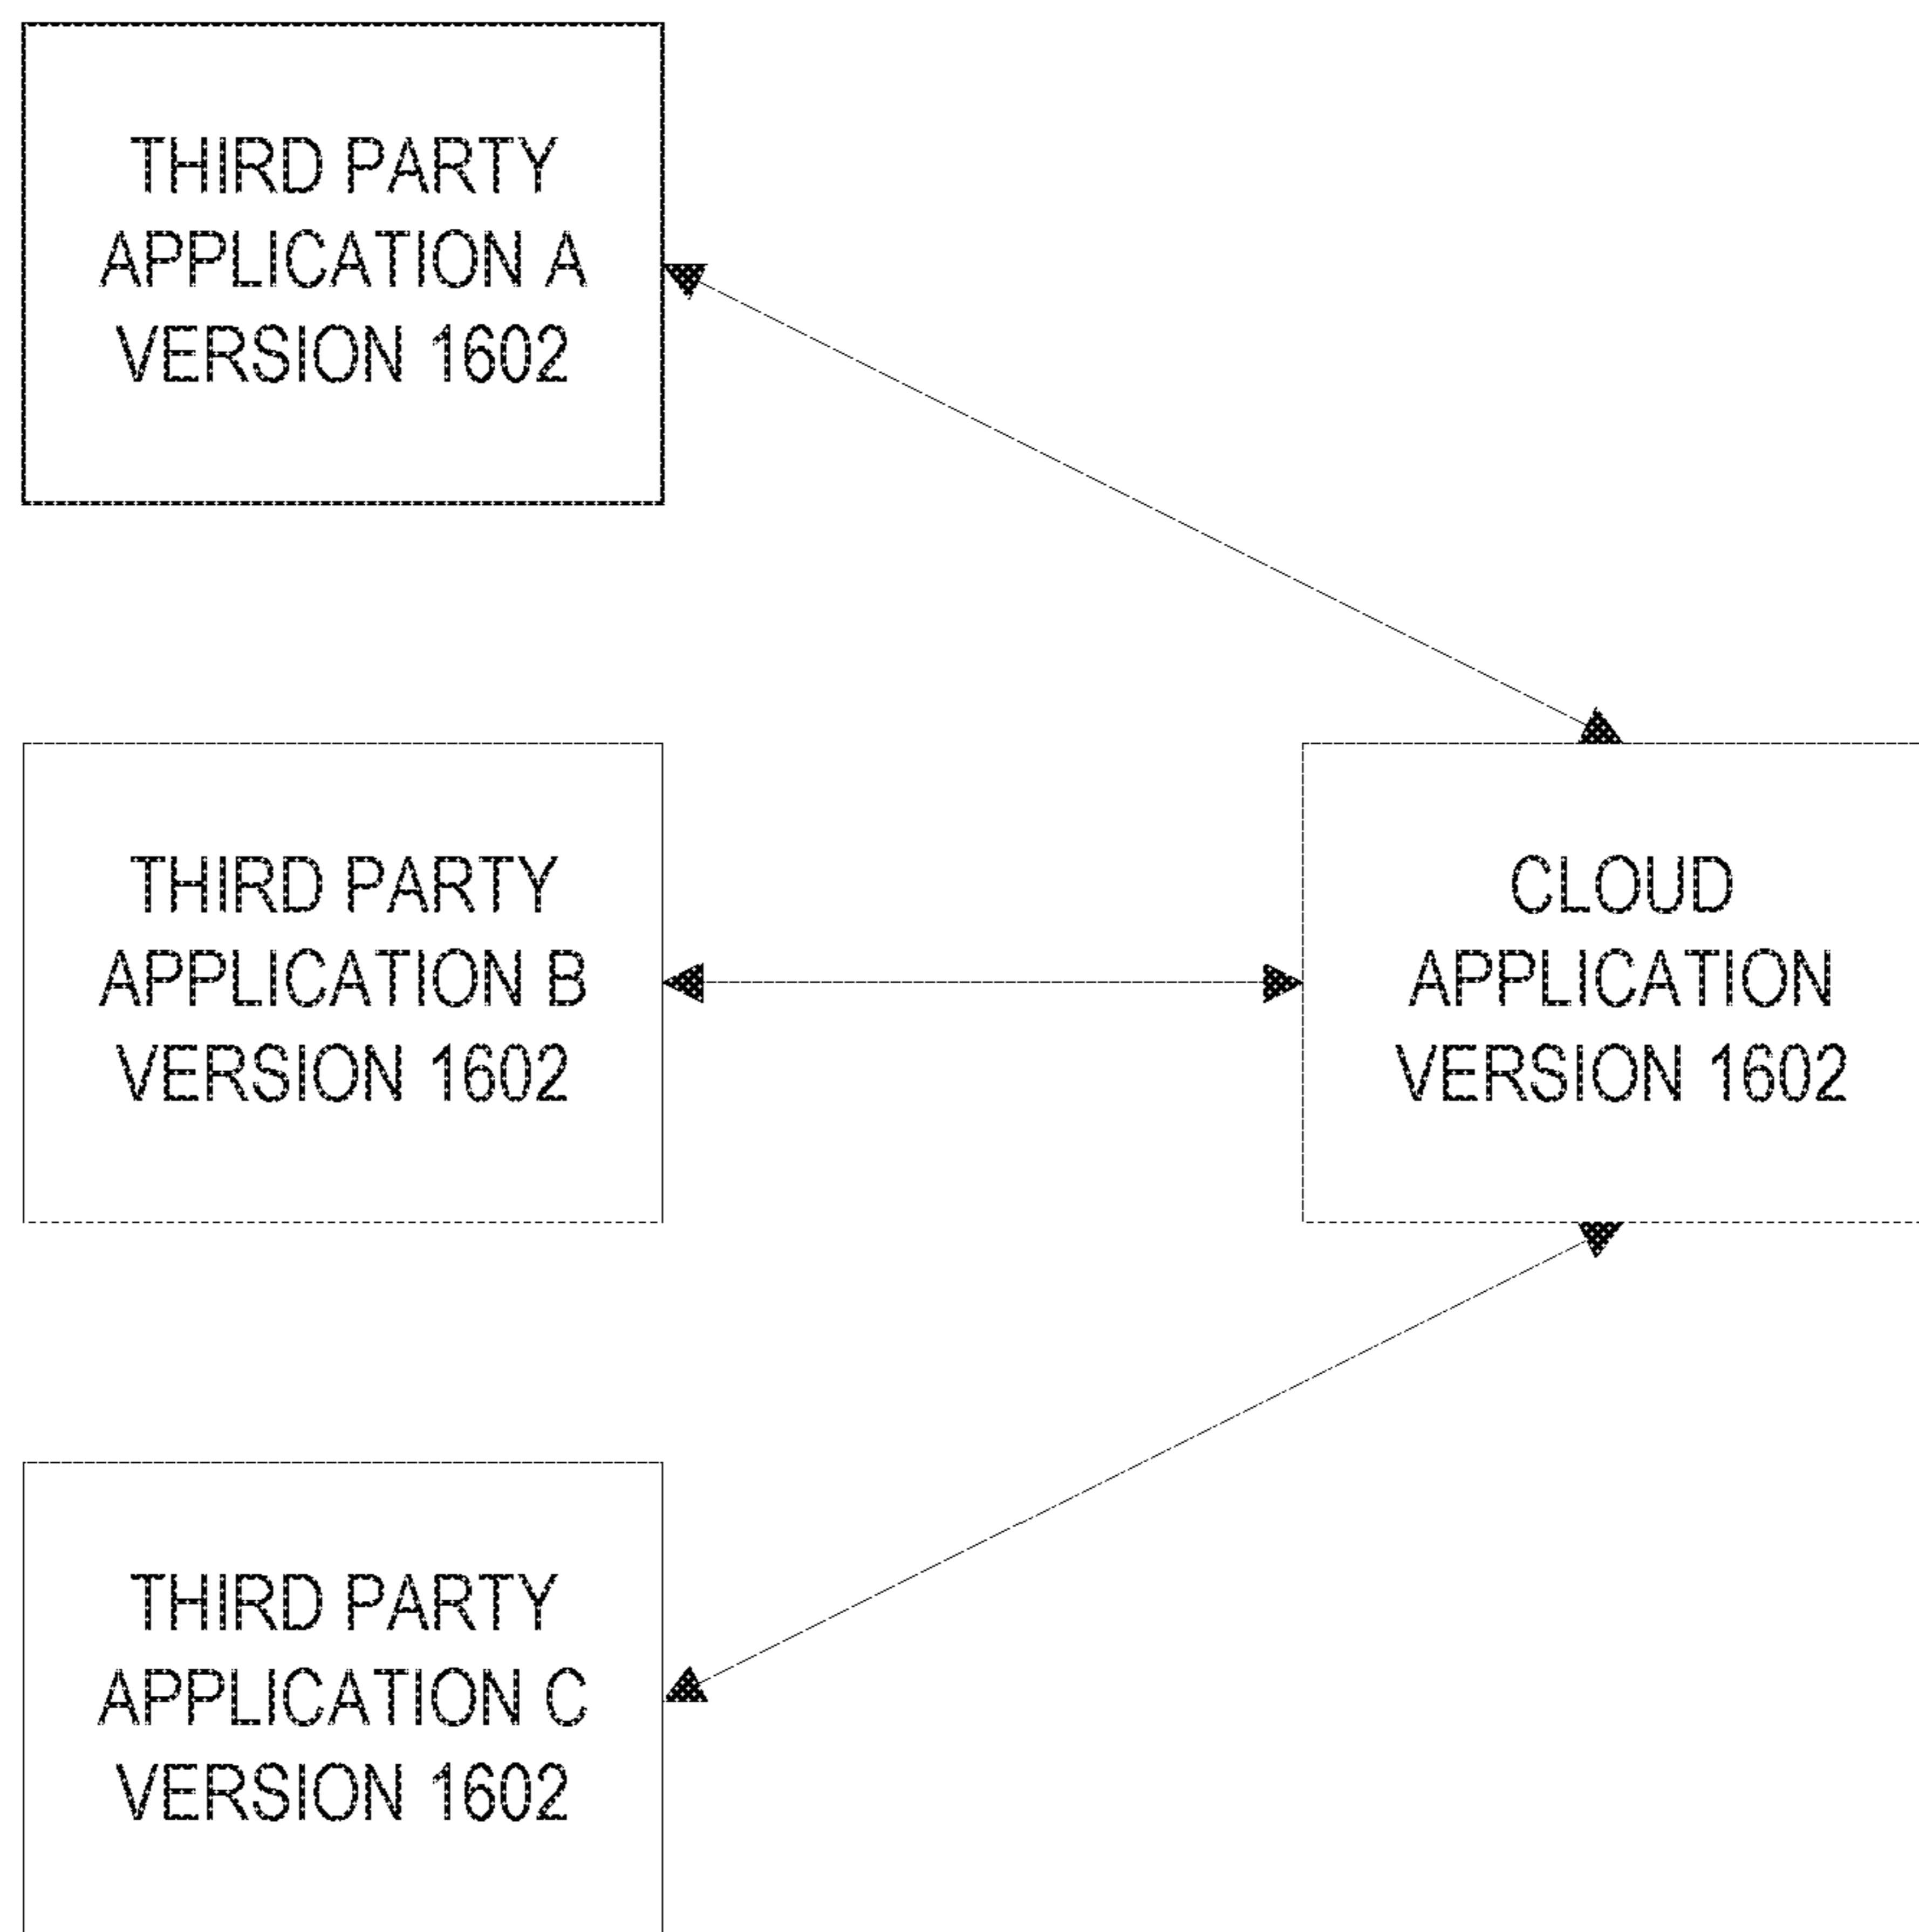 THIRD PARTY
APPLICATION A
VERSION 1602
THIRD PARTY
APPLICATION B
VERSION 1602
CLOUD
APPLICATION
VERSION 1602
THIRD PARTY
APPLICATION C
VERSION 1602